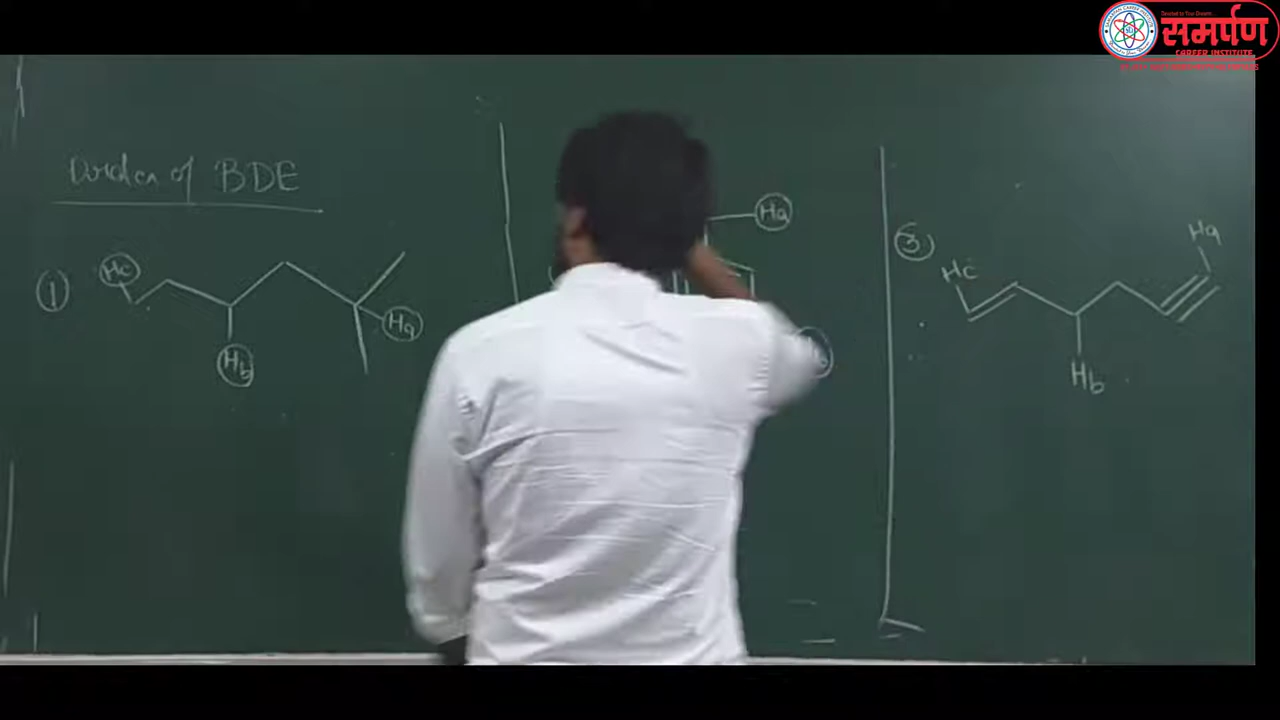 समर्पण
CAREER INSTITUTE
Order of BDE
①
Hc
Hb
Ha
Ha
③
Hc
Hb
Ha